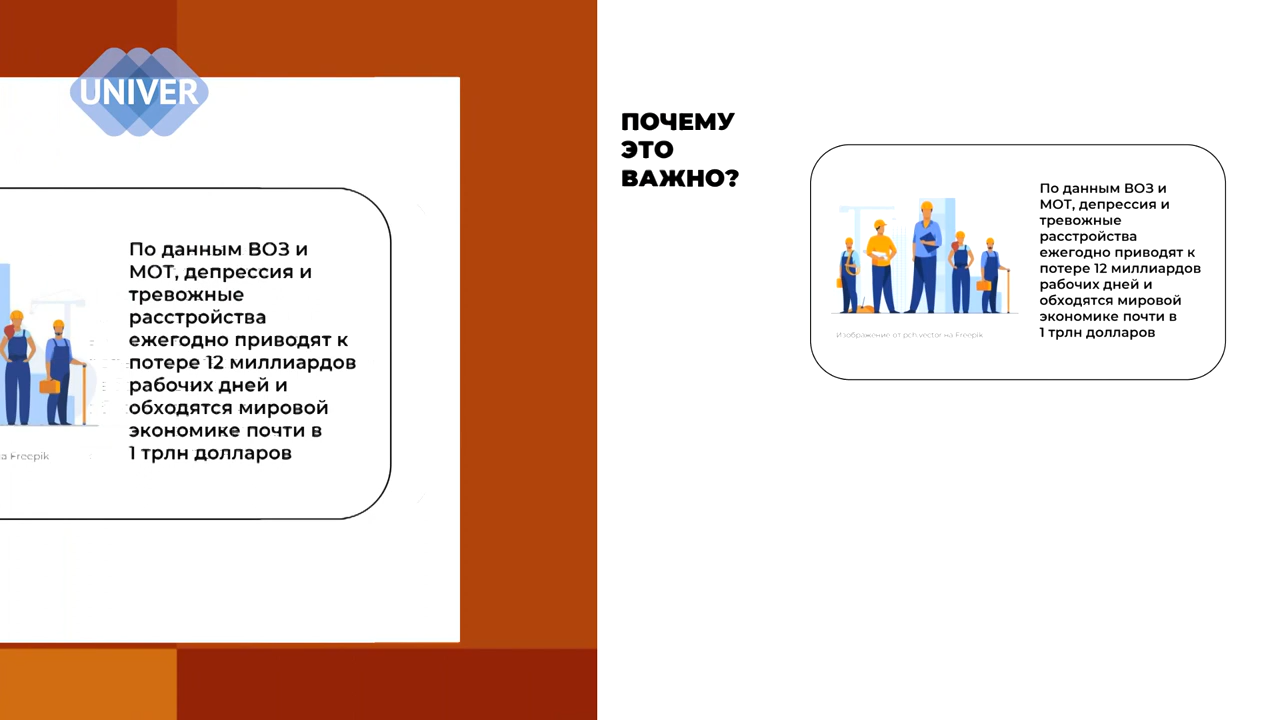 UNIVER
По данным ВОЗ и
МОТ, депрессия и
тревожные
расстройства
ежегодно приводят к
потере 12 миллиардов
рабочих дней и
обходятся мировой
экономике почти в
1 трлн долларов
на Freepik
ПОЧЕМУ
ЭТО
ВАЖНО?
По данным ВОЗ и
МОТ, депрессия и
тревожные
расстройства
ежегодно приводят к
потере 12 миллиардов
рабочих дней и
обходятся мировой
экономике почти в
1 трлн долларов
Изображение от pch.vector на Freepik